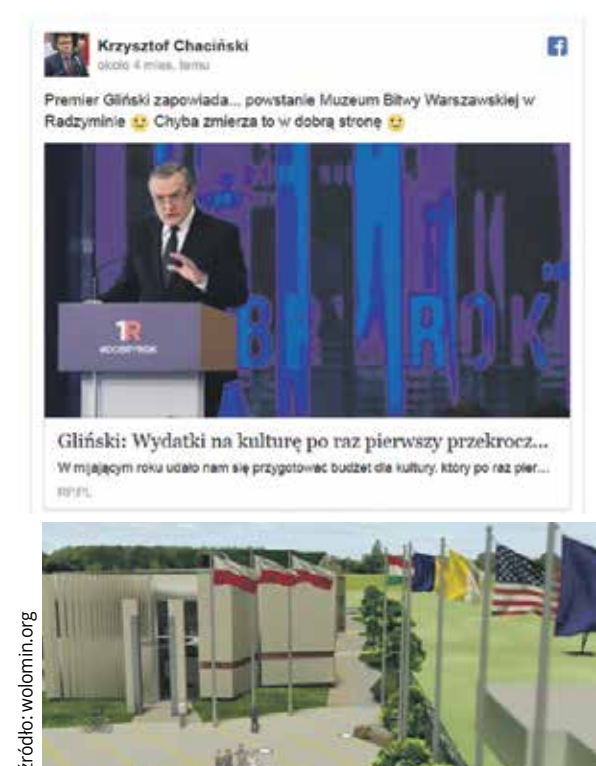 Krzysztof Chaciński
około 4 mies. temu
Premier Gliński zapowiada... powstanie Muzeum Bitwy Warszawskiej w
Radzyminie 😉 Chyba zmierza to w dobrą stronę 😉
1R
#DOBRYROK
BR ROK
Gliński: Wydatki na kulturę po raz pierwszy przekrocz...
W mijającym roku udało nam się przygotować budżet dla kultury, który po raz pier...
RP.PL
źródło: wolomin.org